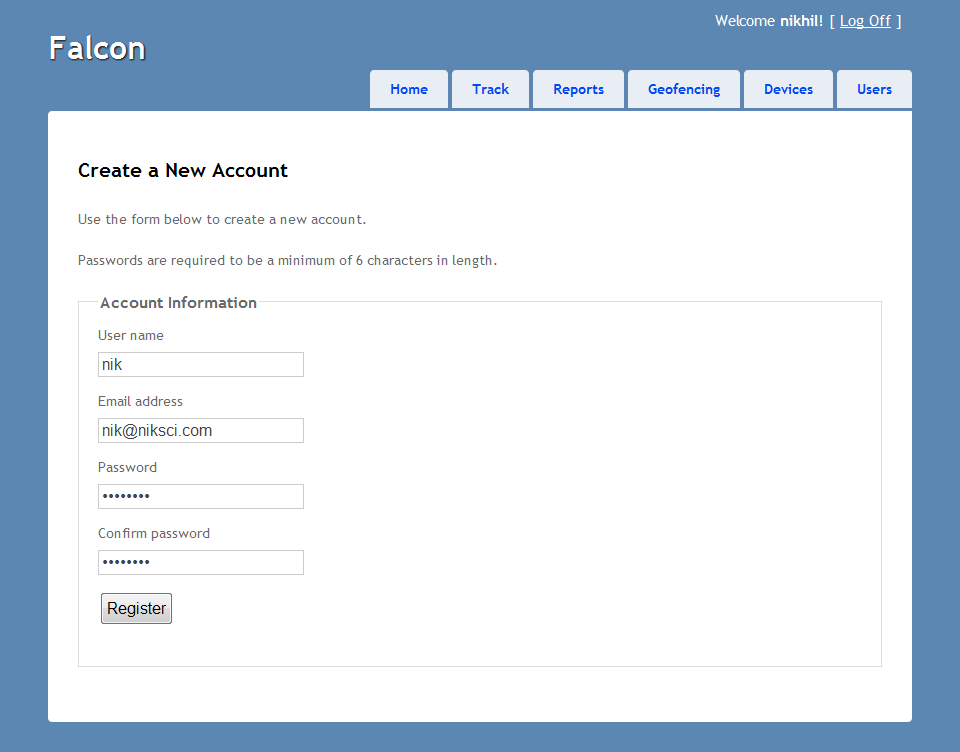 Welcome nikhil! [ Log Off ]
Falcon
Home Track Reports Geofencing Devices Users
Create a New Account
Use the form below to create a new account.
Passwords are required to be a minimum of 6 characters in length.
Account Information
User name
nik
Email address
nik@niksci.com
Password
••••••••
Confirm password
••••••••
Register